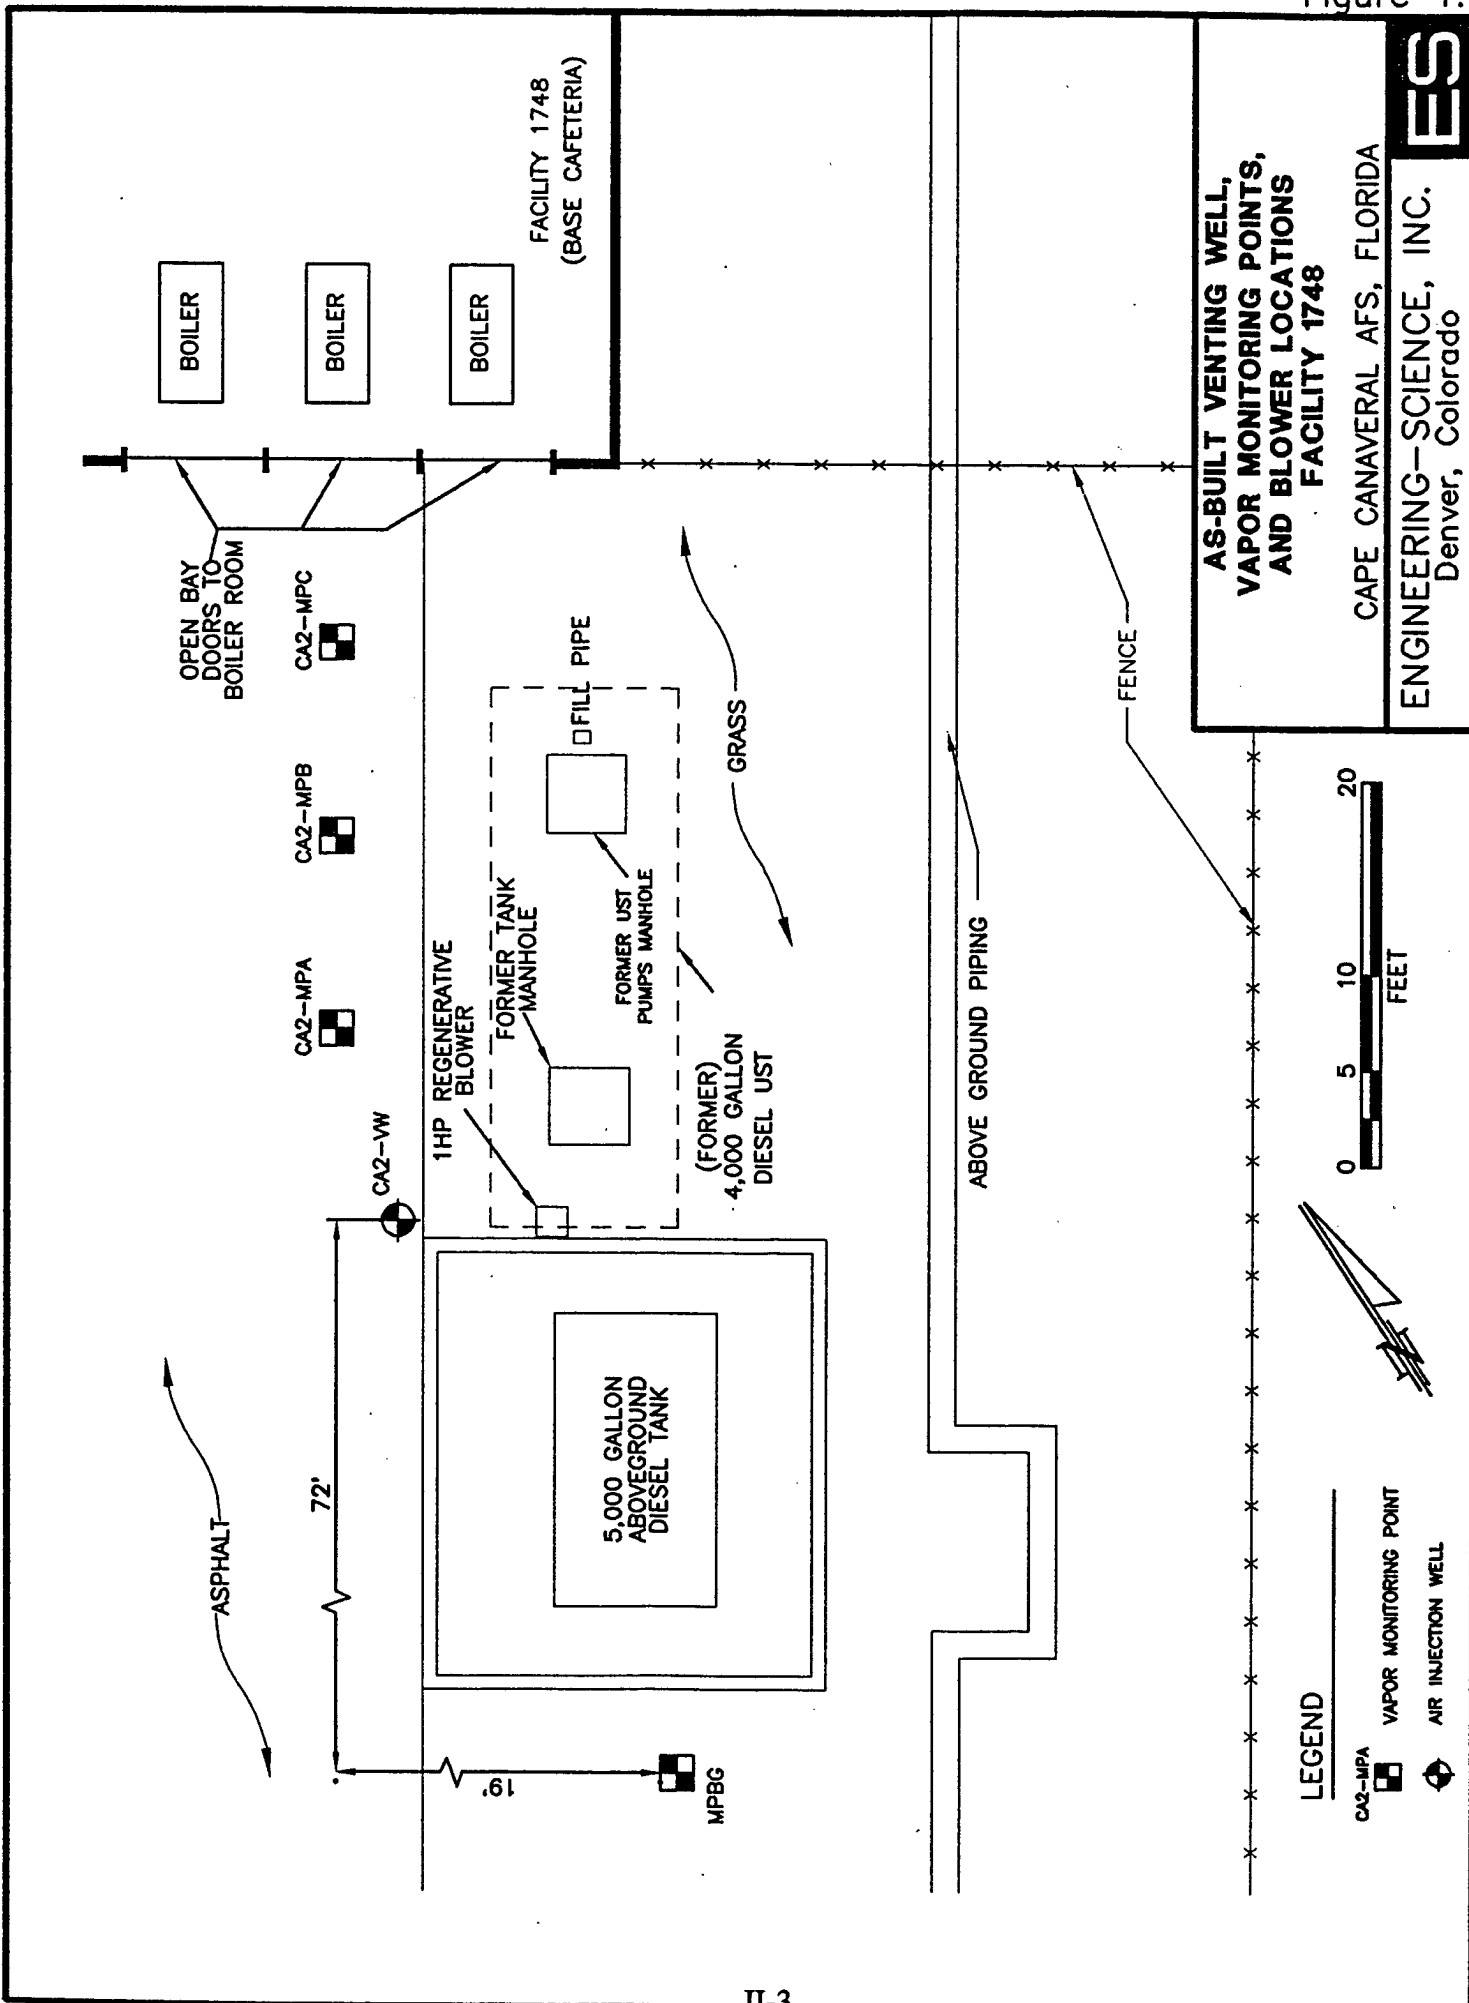 Figure 1.
OPEN BAY
DOORS TO
BOILER ROOM
BOILER
BOILER
BOILER
FACILITY 1748
(BASE CAFETERIA)
CA2-MPA
CA2-MPB
CA2-MPC
CA2-VW
1HP REGENERATIVE
BLOWER
FORMER TANK
MANHOLE
FORMER UST
PUMPS MANHOLE
FILL PIPE
(FORMER)
4,000 GALLON
DIESEL UST
GRASS
ASPHALT
72'
19'
MPBG
5,000 GALLON
ABOVEGROUND
DIESEL TANK
ABOVE GROUND PIPING
FENCE
LEGEND
CA2-MPA
VAPOR MONITORING POINT
AIR INJECTION WELL
N
0 5 10 20
FEET
AS-BUILT VENTING WELL,
VAPOR MONITORING POINTS,
AND BLOWER LOCATIONS
FACILITY 1748
CAPE CANAVERAL AFS, FLORIDA
ENGINEERING-SCIENCE, INC.
Denver, Colorado
ES
II-3